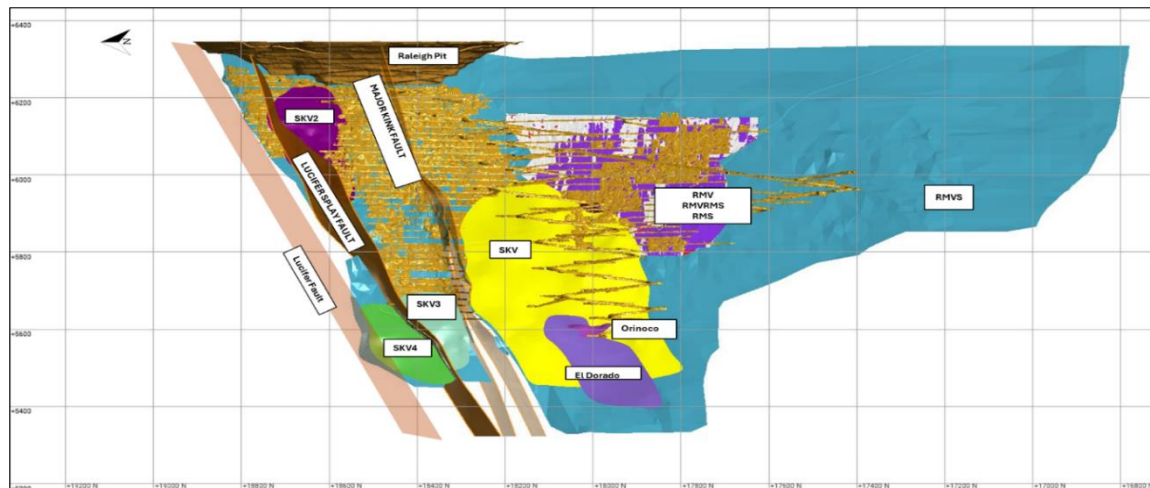 +6400
N
Raleigh Pit
+6200
SKV2
MAJOR KINK FAULT
+6000
LUCIFER SPLAY FAULT
RMV
RMVRMS
RMS
RMVS
SKV
+5800
Lucifer Fault
SKV3
+5600
Orinoco
SKV4
El Dorado
+5400
+19200 N
+19000 N
+18800 N
+18600 N
+18400 N
+18200 N
+18000 N
+17800 N
+17600 N
+17400 N
+17200 N
+17000 N
+16800 N